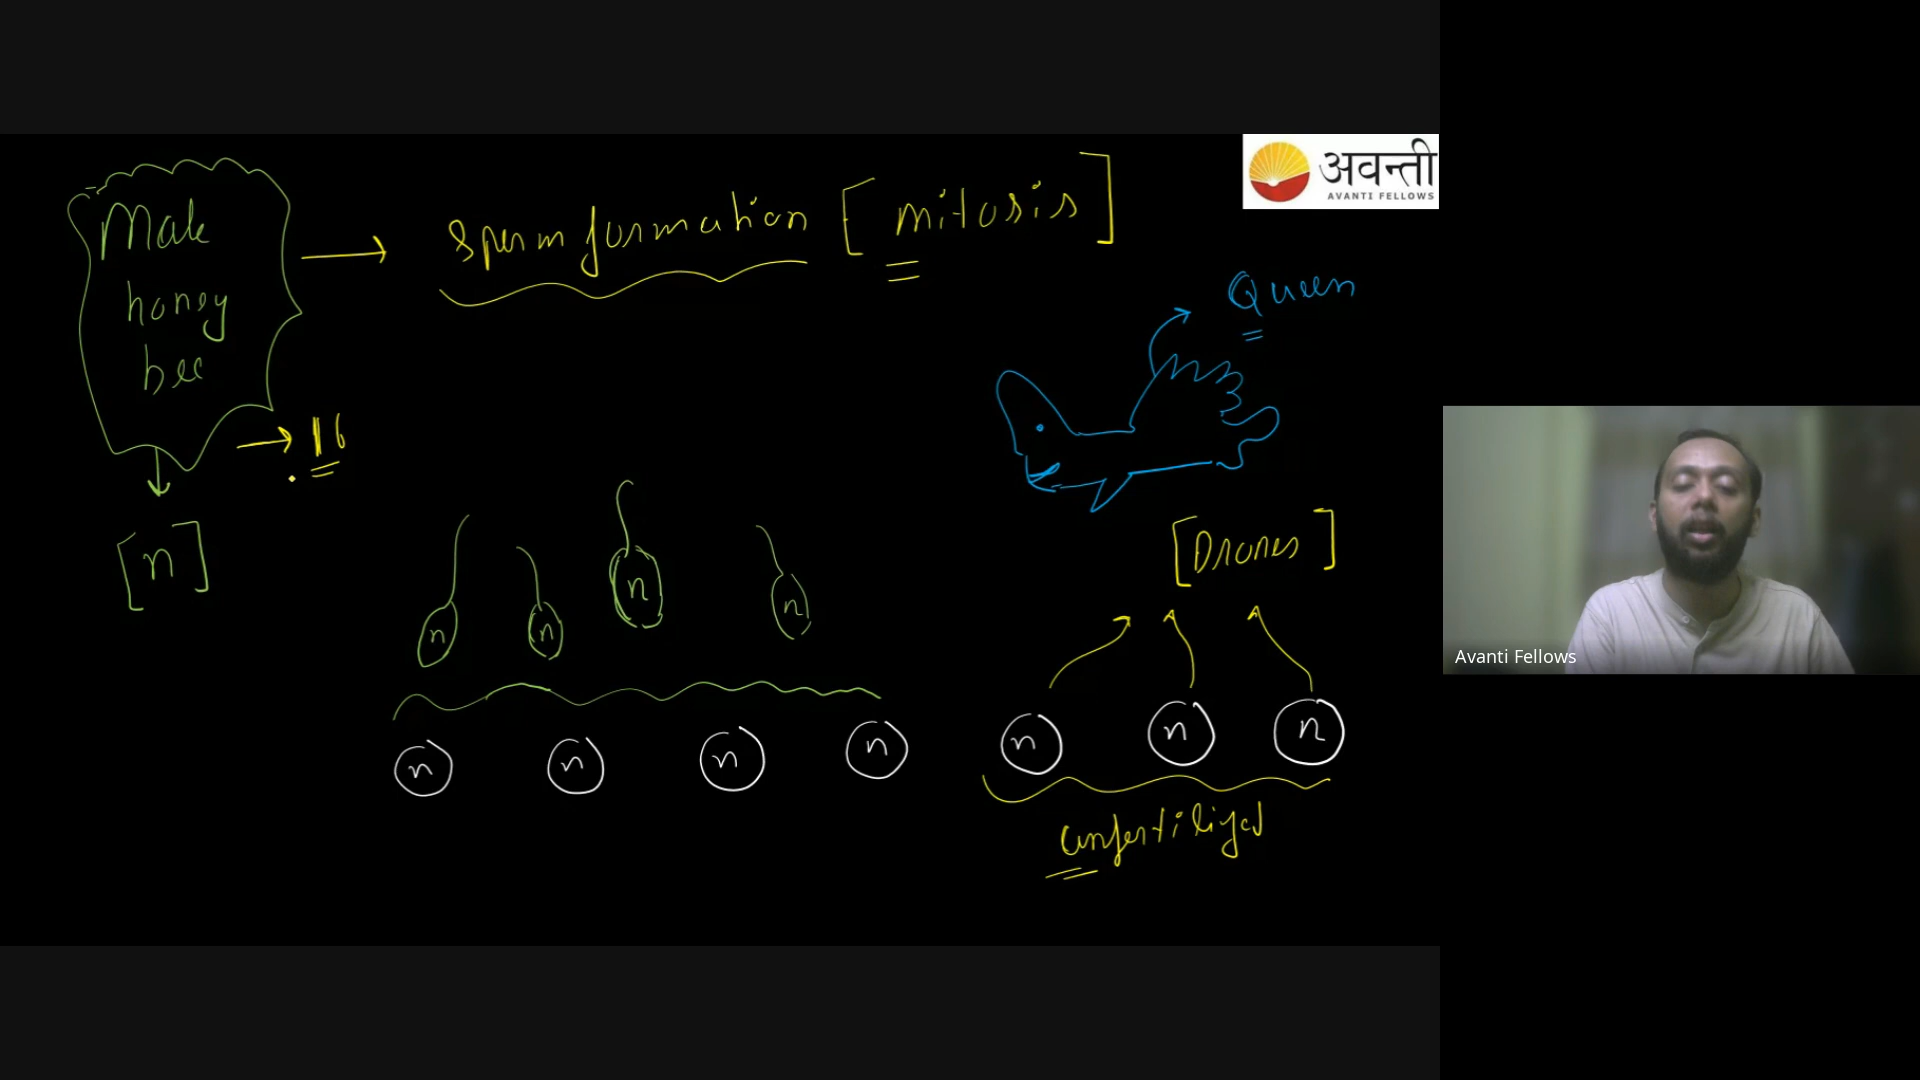 अवन्ती
AVANTI FELLOWS
Male
honey
bee
Sperm formation [mitosis]
Queen
16
[n]
n n n n
[Drones]
n n n n n n n
unfertilized
Avanti Fellows